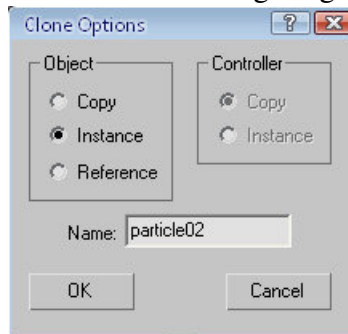 Clone Options
Object Controller
Copy Copy
Instance Instance
Reference
Name: particle02
OK Cancel